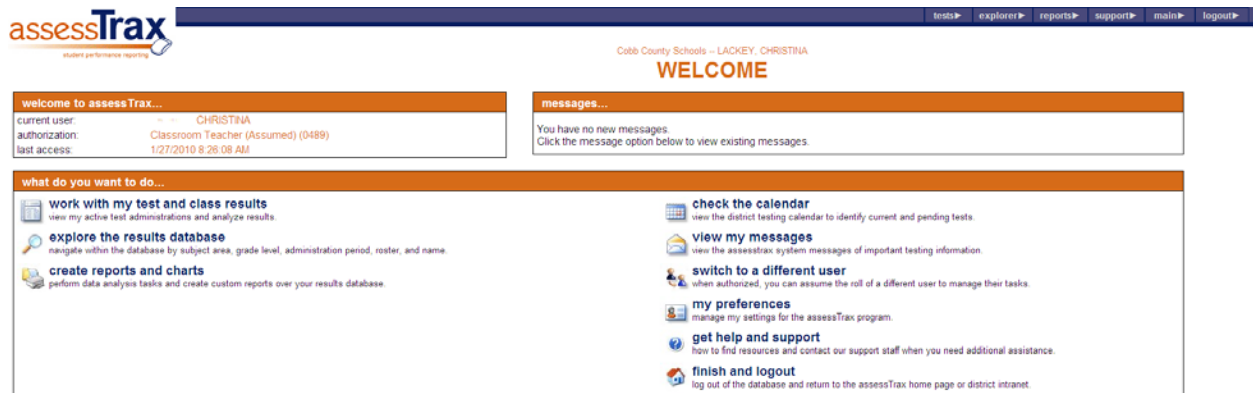 assessTrax
student performance reporting
tests explorer reports support main logout
Cobb County Schools -- LACKEY, CHRISTINA
WELCOME
welcome to assessTrax...
current user: CHRISTINA
authorization: Classroom Teacher (Assumed) (0489)
last access: 1/27/2010 8:26:08 AM
messages...
You have no new messages.
Click the message option below to view existing messages.
what do you want to do...
work with my test and class results
view my active test administrations and analyze results.
explore the results database
navigate within the database by subject area, grade level, administration period, roster, and name.
create reports and charts
perform data analysis tasks and create custom reports over your results database.
check the calendar
view the district testing calendar to identify current and pending tests.
view my messages
view the assesstrax system messages of important testing information.
switch to a different user
when authorized, you can assume the roll of a different user to manage their tasks.
my preferences
manage my settings for the assessTrax program.
get help and support
how to find resources and contact our support staff when you need additional assistance.
finish and logout
log out of the database and return to the assessTrax home page or district intranet.